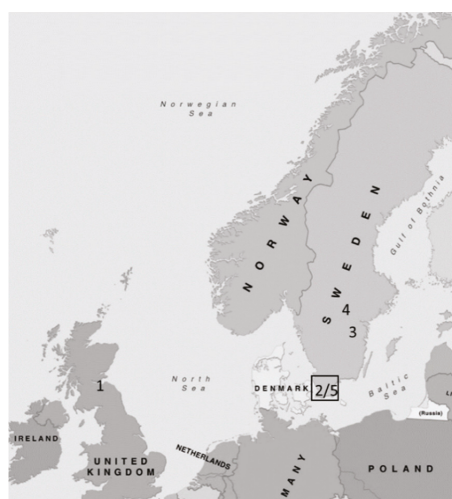 Norwegian
Sea
NORWAY
SWEDEN
Gulf of Bothnia
4
3
1
North
Sea
DENMARK
2/5
Baltic
Sea
(Russia)
IRELAND
UNITED
KINGDOM
NETHERLANDS
MANY
POLAND